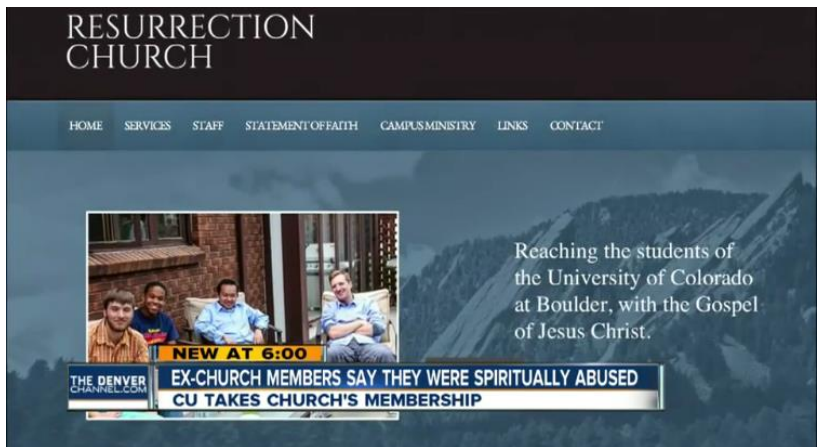 RESURRECTION
CHURCH
HOME SERVICES STAFF STATEMENT OF FAITH CAMPUS MINISTRY LINKS CONTACT
Reaching the students of
the University of Colorado
at Boulder, with the Gospel
of Jesus Christ.
NEW AT 6:00
THE DENVER
CHANNEL.COM
EX-CHURCH MEMBERS SAY THEY WERE SPIRITUALLY ABUSED
CU TAKES CHURCH'S MEMBERSHIP